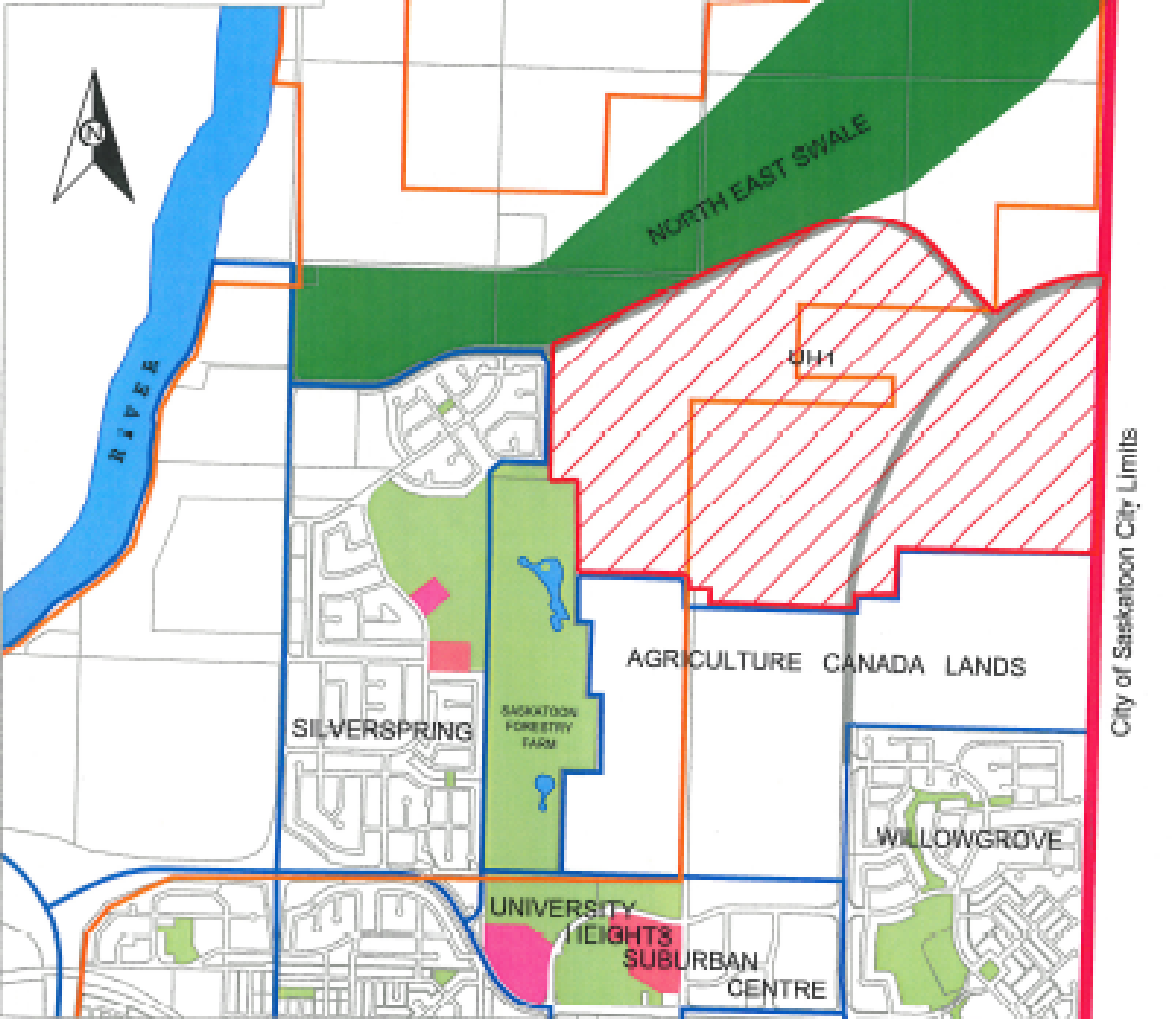 N
NORTH EAST SWALE
UH1
RIVER
City of Saskatoon City Limits
AGRICULTURE CANADA LANDS
SASKATOON
FORESTRY
FARM
SILVERSPRING
WILLOWGROVE
UNIVERSITY
HEIGHTS
SUBURBAN
CENTRE